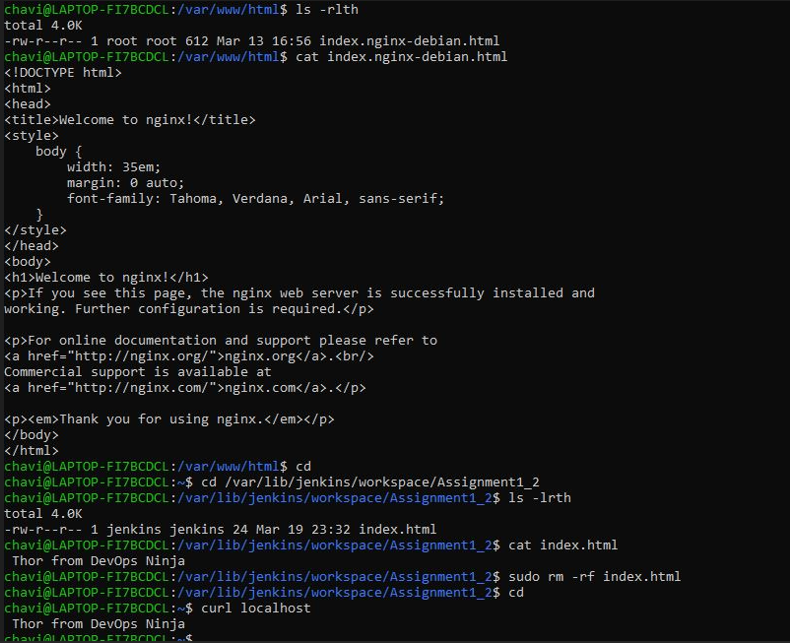 chavi@LAPTOP-FI7BCDCL:/var/www/html$ ls -rlth
total 4.0K
-rw-r--r-- 1 root root 612 Mar 13 16:56 index.nginx-debian.html
chavi@LAPTOP-FI7BCDCL:/var/www/html$ cat index.nginx-debian.html
<!DOCTYPE html>
<html>
<head>
<title>Welcome to nginx!</title>
<style>
    body {
        width: 35em;
        margin: 0 auto;
        font-family: Tahoma, Verdana, Arial, sans-serif;
    }
</style>
</head>
<body>
<h1>Welcome to nginx!</h1>
<p>If you see this page, the nginx web server is successfully installed and
working. Further configuration is required.</p>

<p>For online documentation and support please refer to
<a href="http://nginx.org/">nginx.org</a>.<br/>
Commercial support is available at
<a href="http://nginx.com/">nginx.com</a>.</p>

<p><em>Thank you for using nginx.</em></p>
</body>
</html>
chavi@LAPTOP-FI7BCDCL:/var/www/html$ cd
chavi@LAPTOP-FI7BCDCL:~$ cd /var/lib/jenkins/workspace/Assignment1_2
chavi@LAPTOP-FI7BCDCL:/var/lib/jenkins/workspace/Assignment1_2$ ls -lrth
total 4.0K
-rw-r--r-- 1 jenkins jenkins 24 Mar 19 23:32 index.html
chavi@LAPTOP-FI7BCDCL:/var/lib/jenkins/workspace/Assignment1_2$ cat index.html
 Thor from DevOps Ninja
chavi@LAPTOP-FI7BCDCL:/var/lib/jenkins/workspace/Assignment1_2$ sudo rm -rf index.html
chavi@LAPTOP-FI7BCDCL:/var/lib/jenkins/workspace/Assignment1_2$ cd
chavi@LAPTOP-FI7BCDCL:~$ curl localhost
 Thor from DevOps Ninja
chavi@LAPTOP-FI7BCDCL:~$